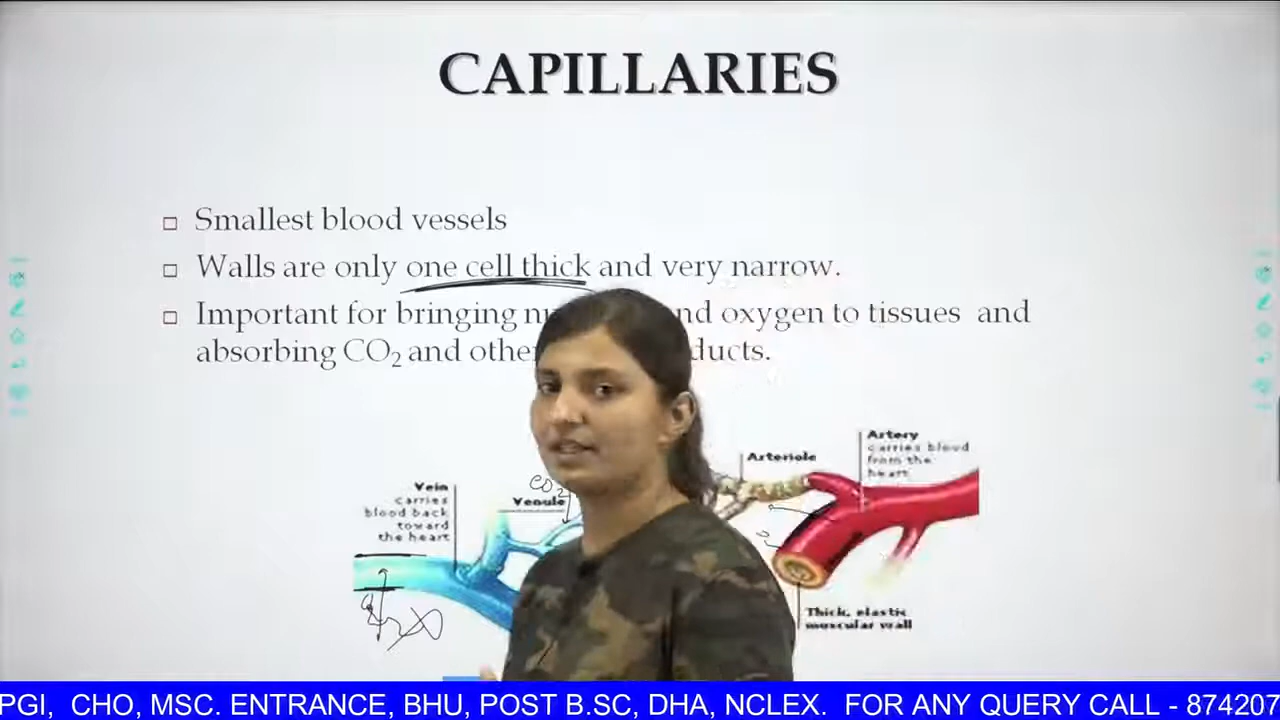 CAPILLARIES
Smallest blood vessels
Walls are only one cell thick and very narrow.
Important for bringing and oxygen to tissues and
absorbing CO2 and other
Arteriole
Artery
carries blood
from the
heart
Vein
carries
blood back
toward
the heart
CO2
Venule
Thick, elastic
muscular wall
PGI, CHO, MSC. ENTRANCE, BHU, POST B.SC, DHA, NCLEX. FOR ANY QUERY CALL - 874207